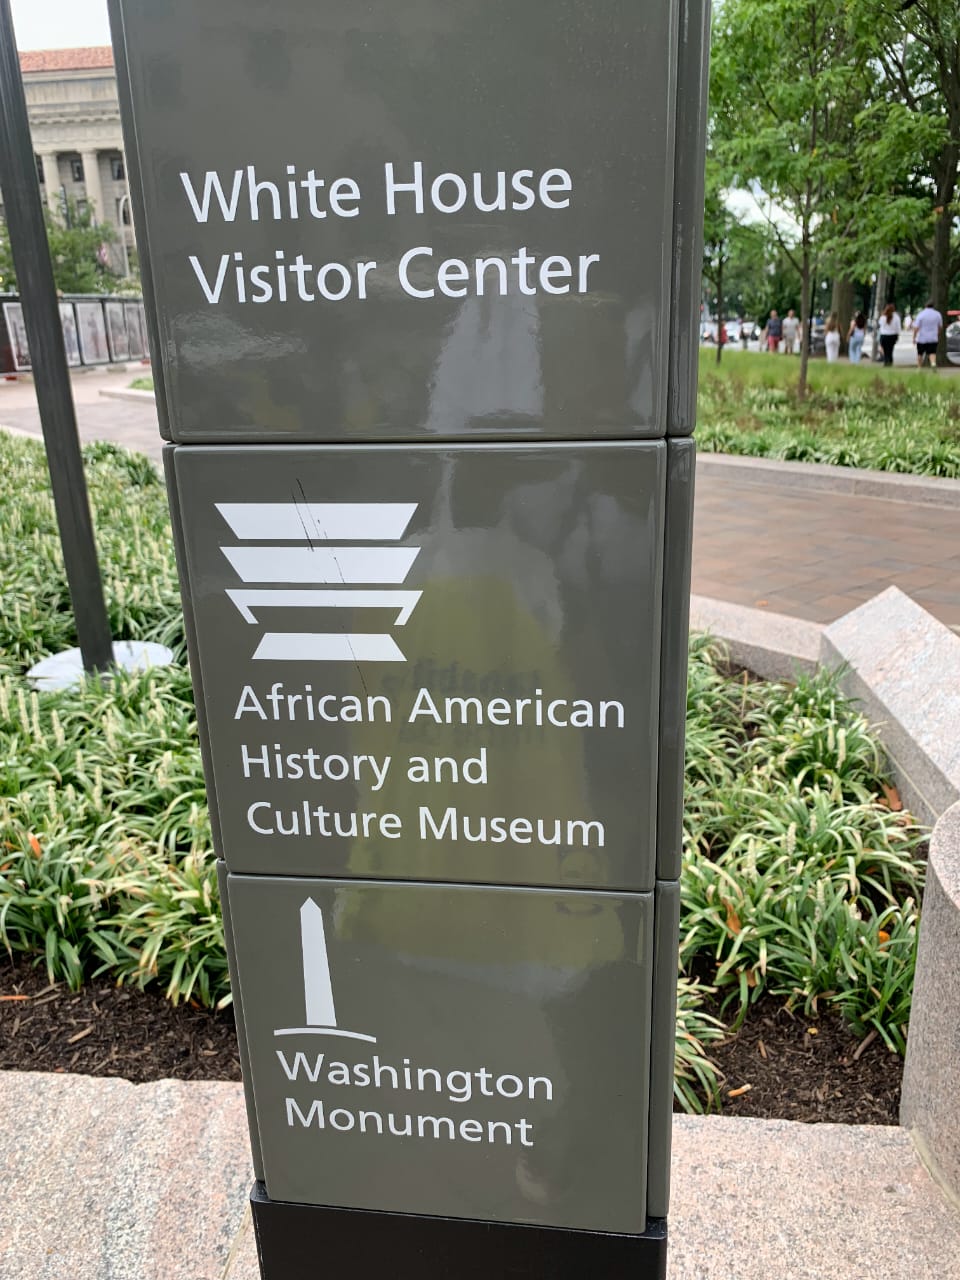 White House
Visitor Center
African American
History and
Culture Museum
Washington
Monument